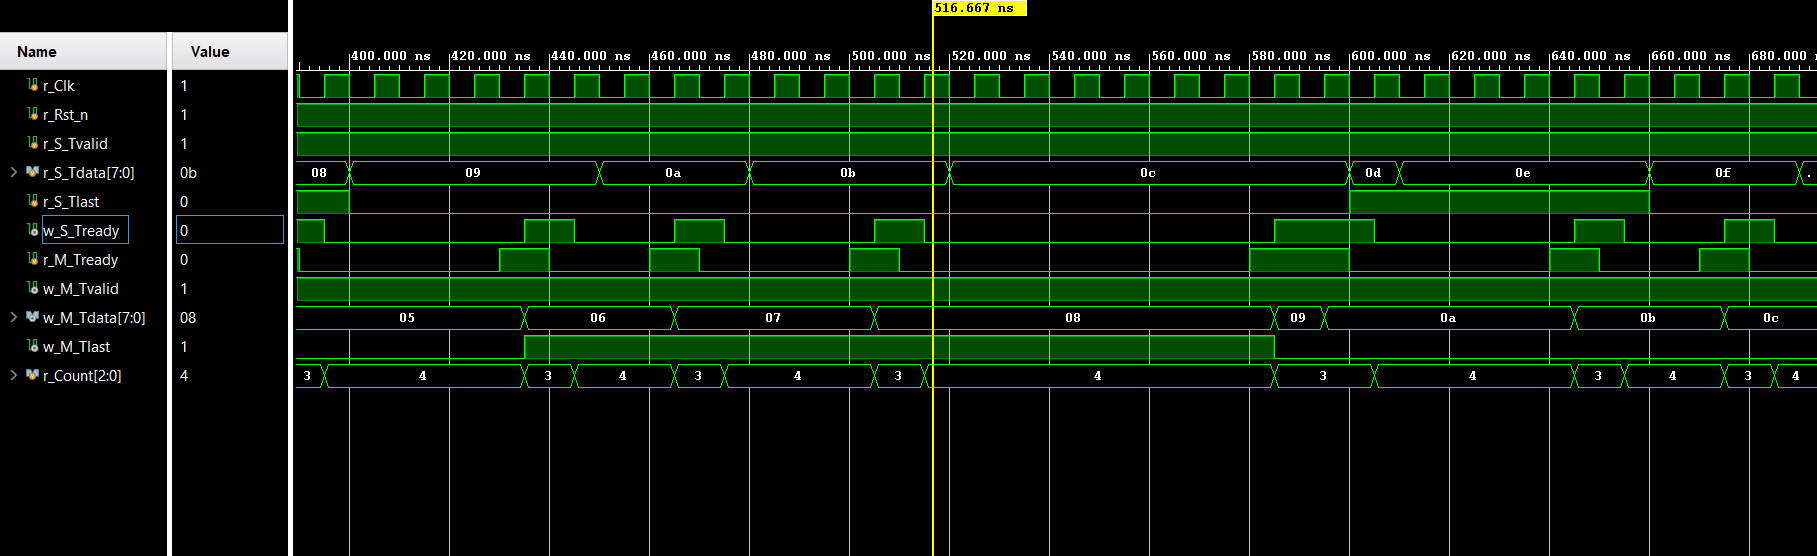 516.667 ns
Name Value
400.000 ns 420.000 ns 440.000 ns 460.000 ns 480.000 ns 500.000 ns 520.000 ns 540.000 ns 560.000 ns 580.000 ns 600.000 ns 620.000 ns 640.000 ns 660.000 ns 680.000
r_Clk 1
r_Rst_n 1
r_S_Tvalid 1
r_S_Tdata[7:0] 0b 08 09 0a 0b 0c 0d 0e 0f .
r_S_Tlast 0
w_S_Tready 0
r_M_Tready 0
w_M_Tvalid 1
w_M_Tdata[7:0] 08 05 06 07 08 09 0a 0b 0c
w_M_Tlast 1
r_Count[2:0] 4 3 4 3 4 3 4 3 4 3 4 3 4 3 4